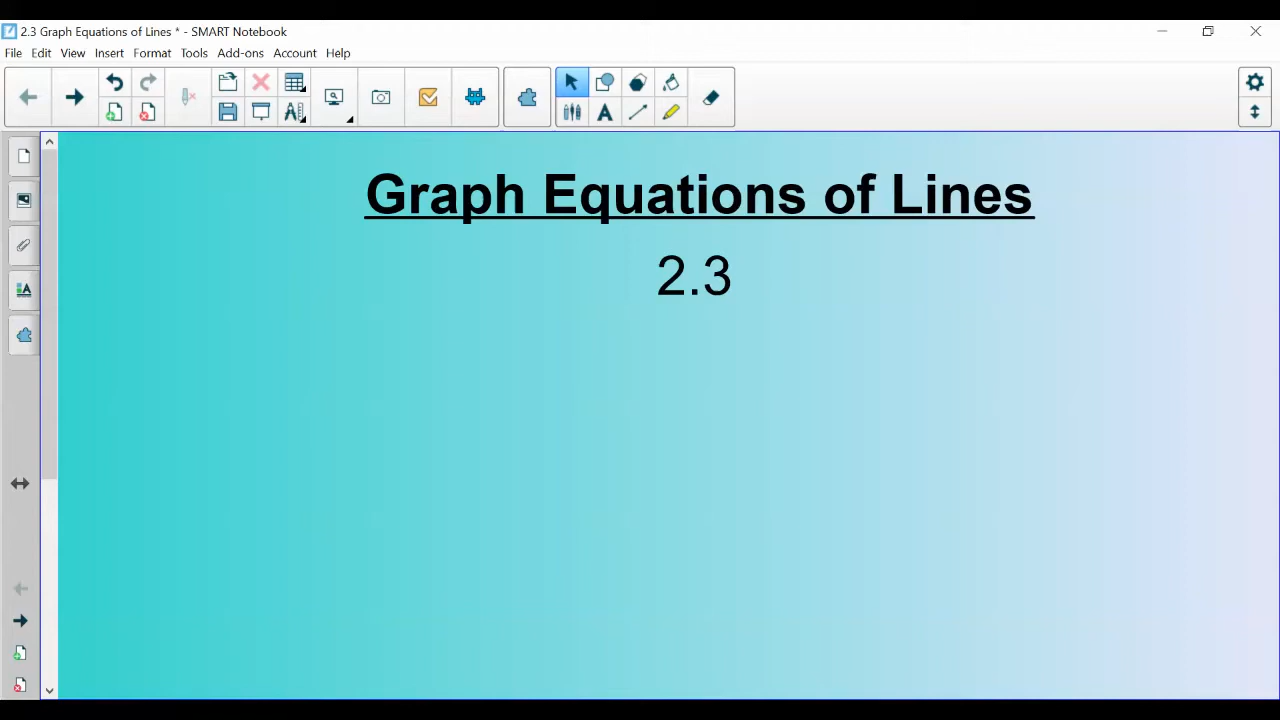 2.3 Graph Equations of Lines * - SMART Notebook
File Edit View Insert Format Tools Add-ons Account Help
Graph Equations of Lines
2.3